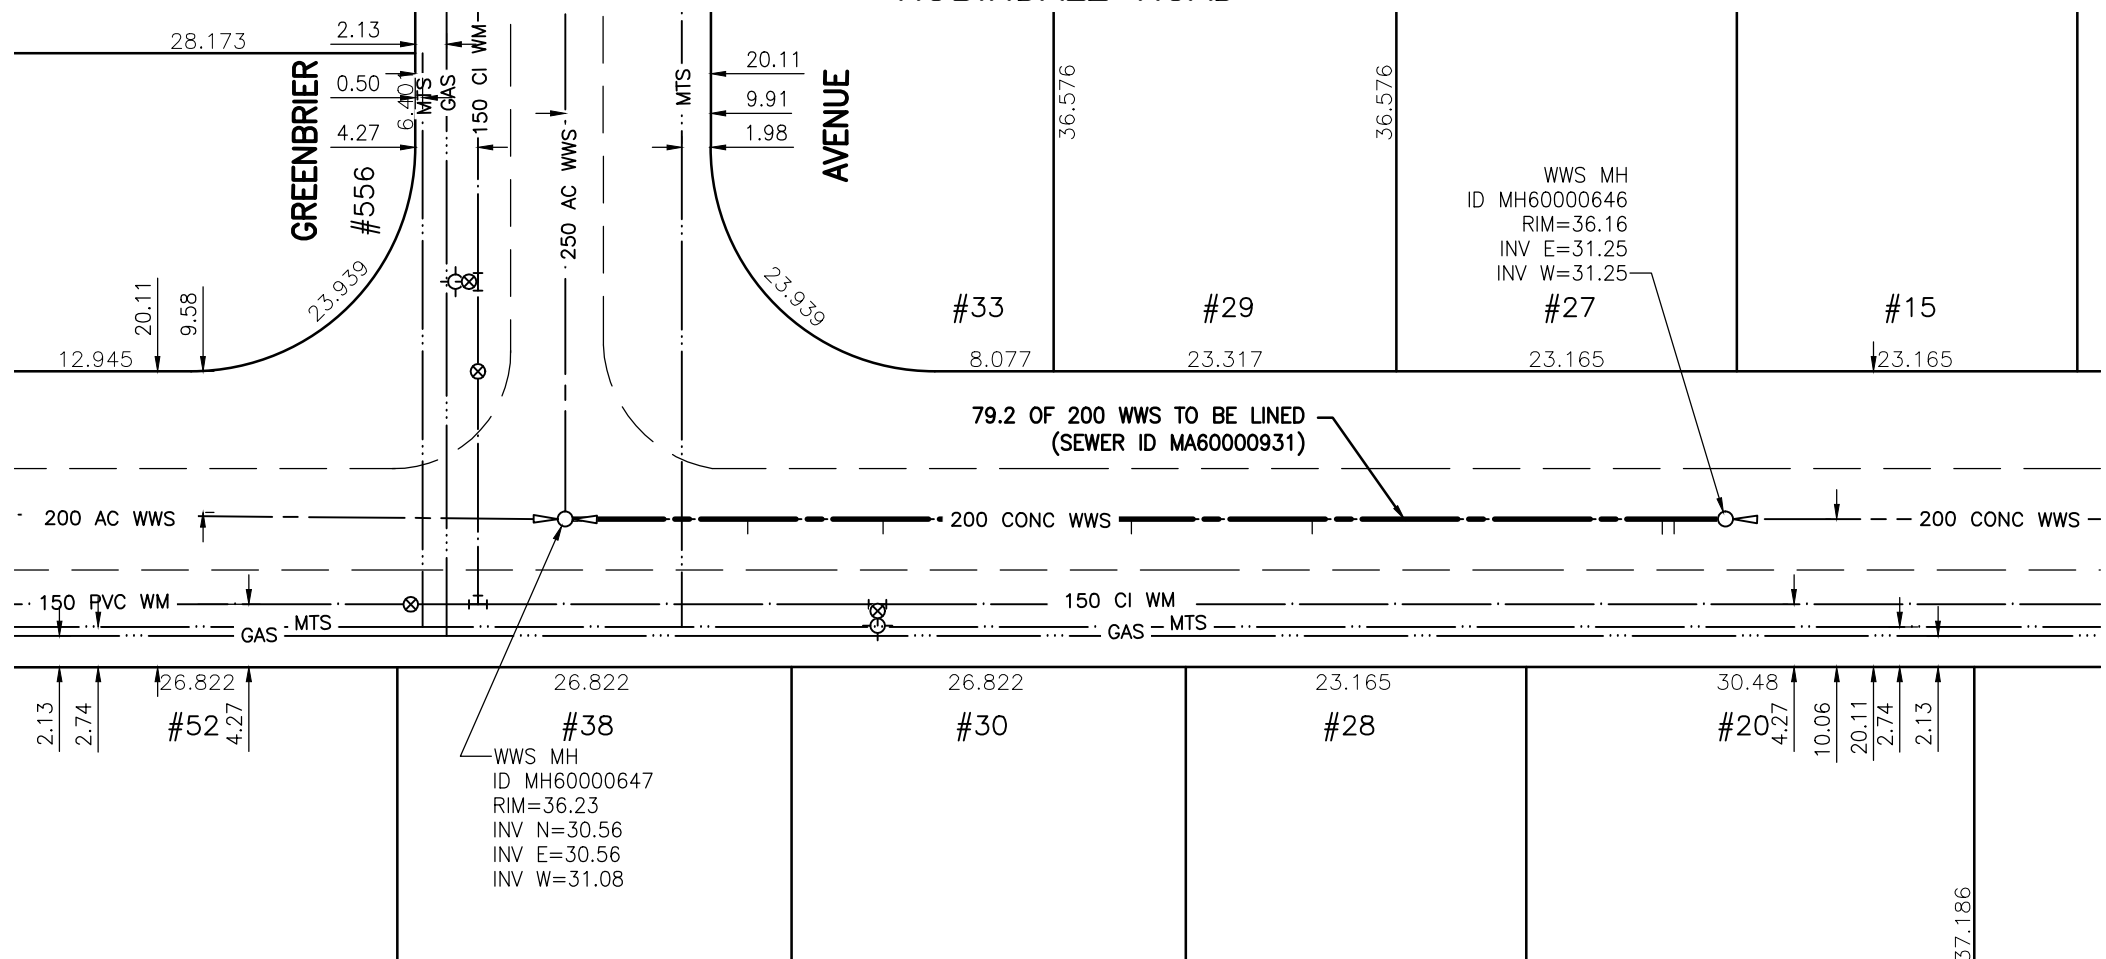 28.173
2.13
0.50
4.27
6.401
MTS
GAS
150 CI WM
GREENBRIER
#556
250 AC WWS
MTS
20.11
9.91
1.98
AVENUE
36.576
36.576
WWS MH
ID MH60000646
RIM=36.16
INV E=31.25
INV W=31.25
20.11
9.58
23.939
23.939
#33
#29
#27
#15
12.945
8.077
23.317
23.165
23.165
79.2 OF 200 WWS TO BE LINED
(SEWER ID MA60000931)
200 AC WWS
200 CONC WWS
200 CONC WWS
150 PVC WM
150 CI WM
MTS
MTS
GAS
GAS
26.822
26.822
26.822
23.165
30.48
2.13
2.74
#52
4.27
#38
#30
#28
#20
4.27
10.06
20.11
2.74
2.13
WWS MH
ID MH60000647
RIM=36.23
INV N=30.56
INV E=30.56
INV W=31.08
37.186